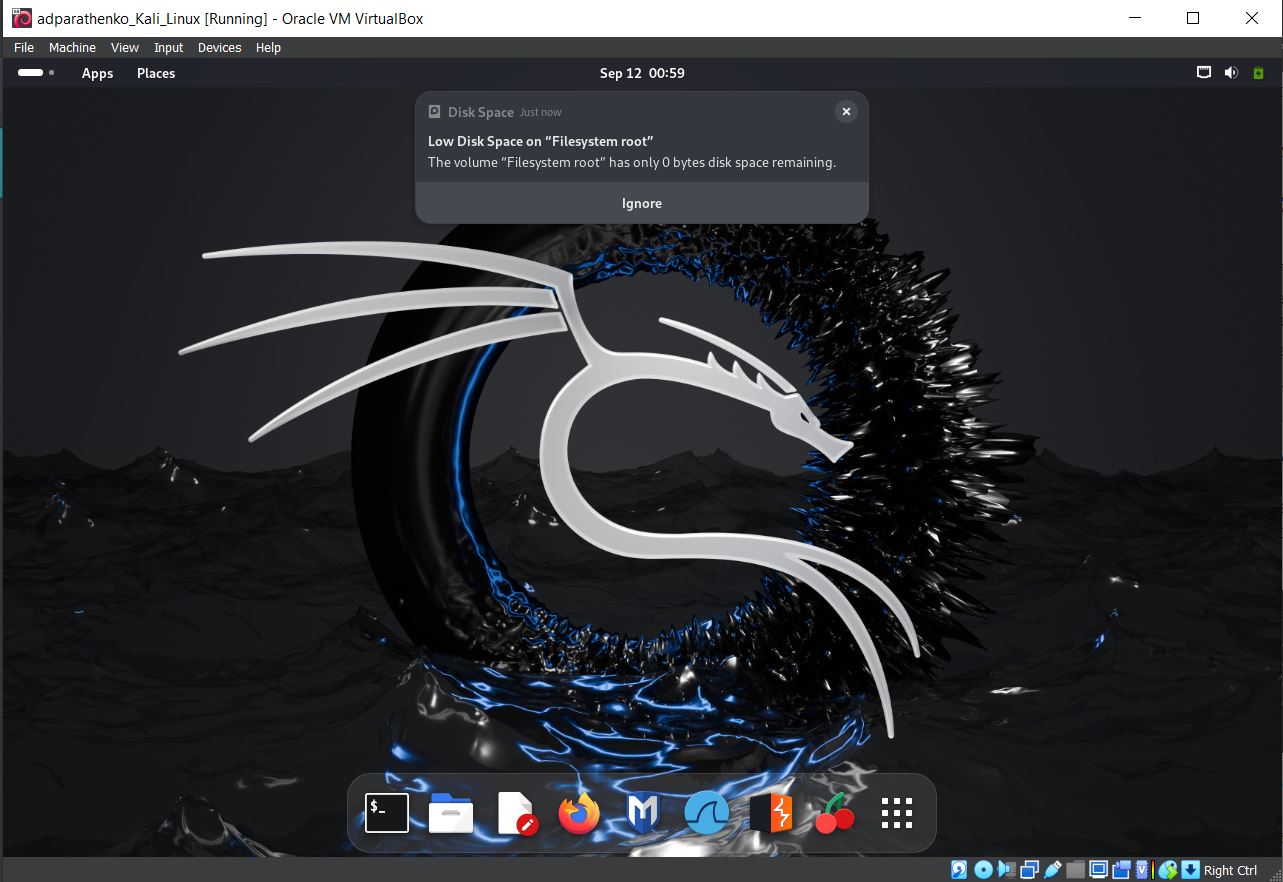 adparathenko_Kali_Linux [Running] - Oracle VM VirtualBox
File Machine View Input Devices Help
Apps Places Sep 12 00:59
Disk Space Just now
Low Disk Space on “Filesystem root”
The volume “Filesystem root” has only 0 bytes disk space remaining.
Ignore
$_
Right Ctrl